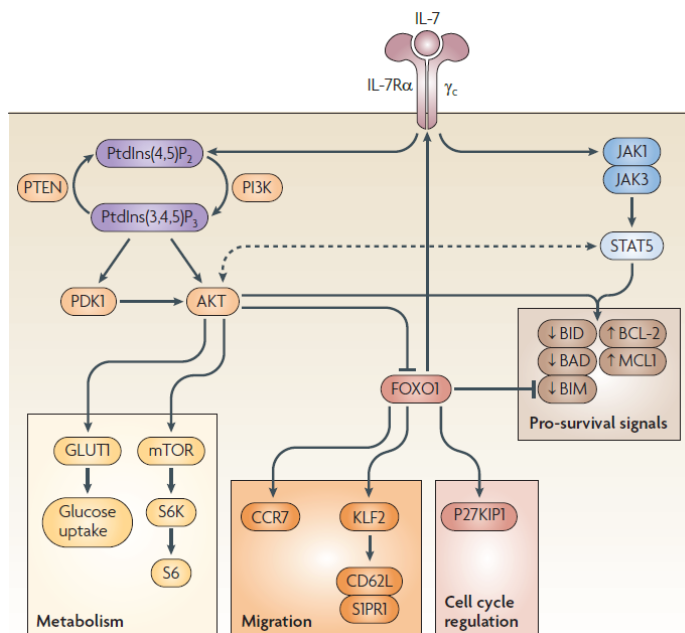 IL-7
IL-7Rα
γc
PtdIns(4,5)P2
PTEN
PI3K
PtdIns(3,4,5)P3
JAK1
JAK3
STAT5
PDK1
AKT
↓BID
↑BCL-2
↓BAD
↑MCL1
↓BIM
Pro-survival signals
FOXO1
GLUT1
mTOR
Glucose
uptake
S6K
S6
Metabolism
CCR7
KLF2
CD62L
S1PR1
Migration
P27KIP1
Cell cycle
regulation